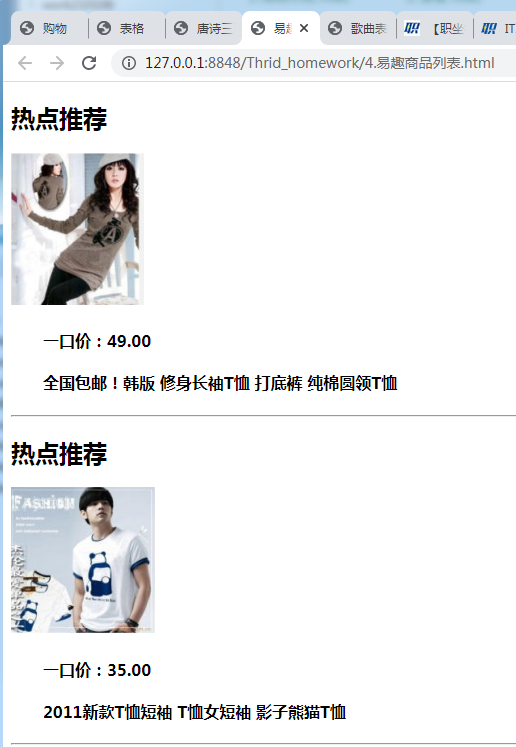 购物
表格
唐诗三
易趣
歌曲表
【职坐
IT
127.0.0.1:8848/Thrid_homework/4.易趣商品列表.html
热点推荐
A
一口价：49.00
全国包邮！韩版 修身长袖T恤 打底裤 纯棉圆领T恤
热点推荐
FASHION
一口价：35.00
2011新款T恤短袖 T恤女短袖 影子熊猫T恤